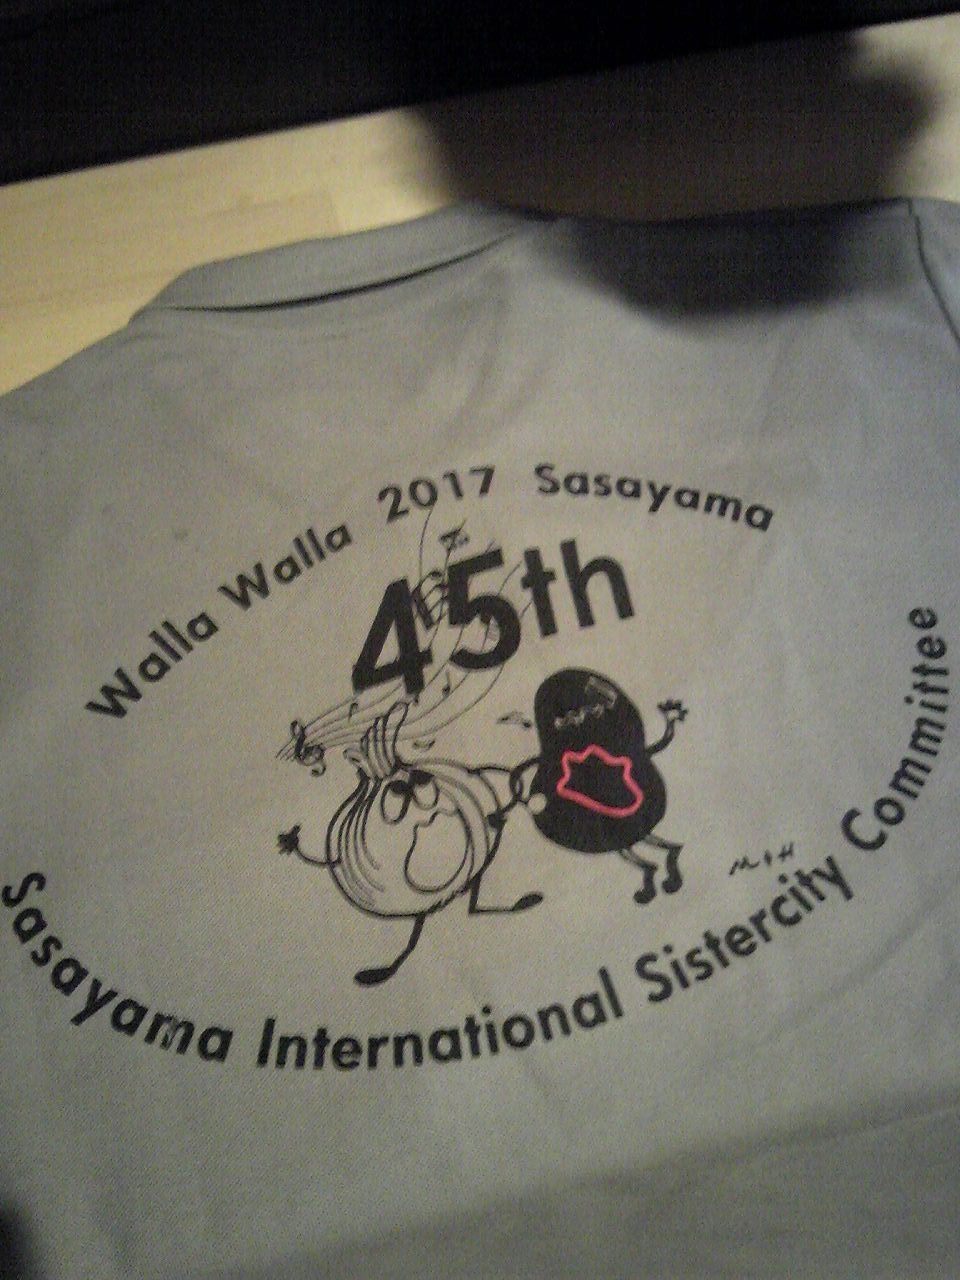 Walla Walla 2017 Sasayama
45th
Sasayama International Sistercity Committee